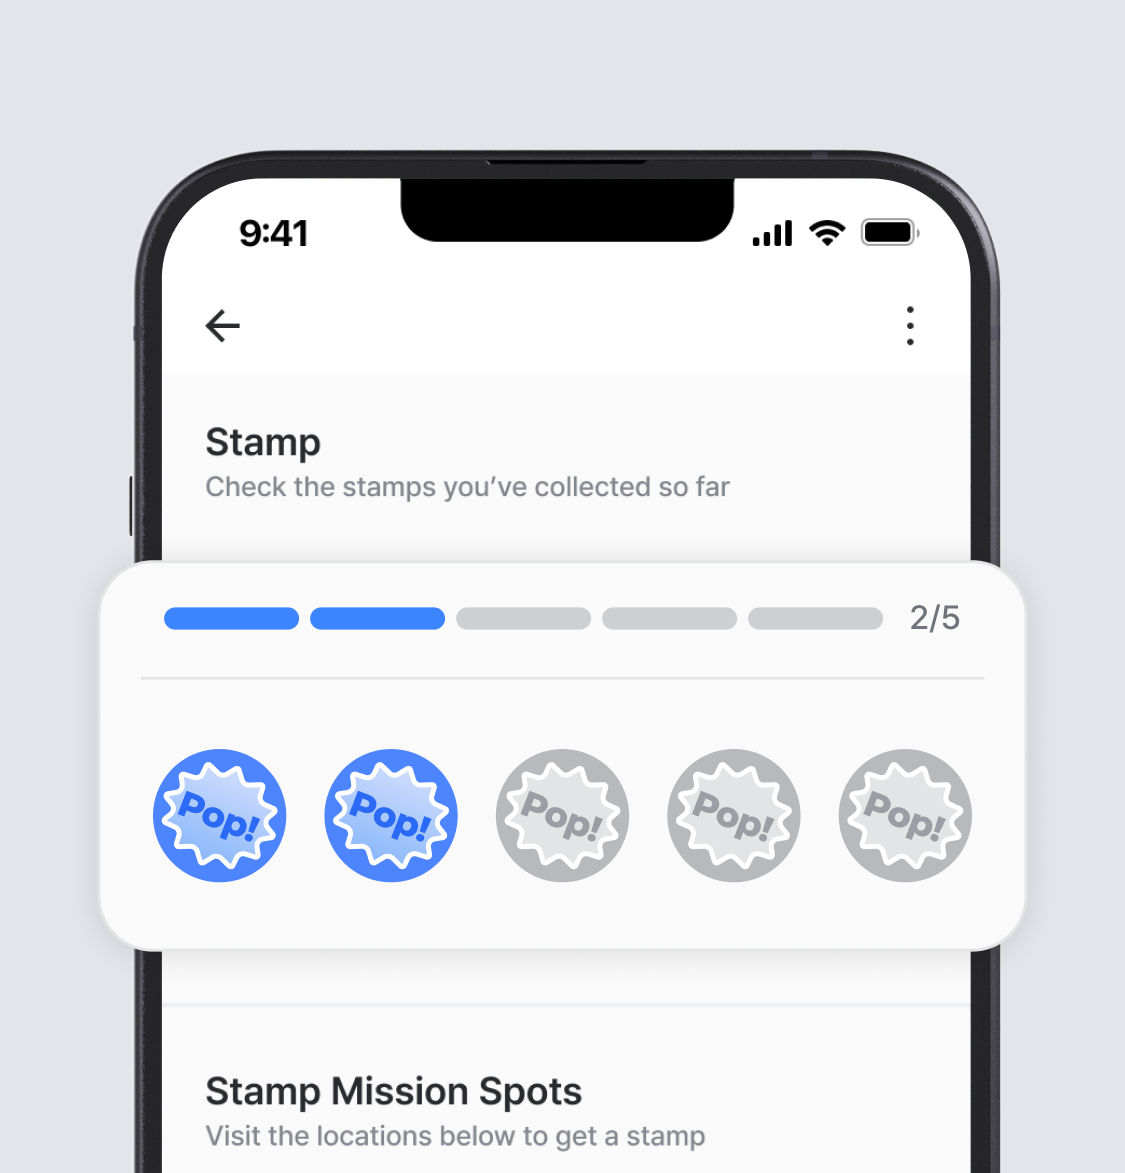 9:41
Stamp
Check the stamps you’ve collected so far
2/5
Pop! Pop! Pop! Pop! Pop!
Stamp Mission Spots
Visit the locations below to get a stamp